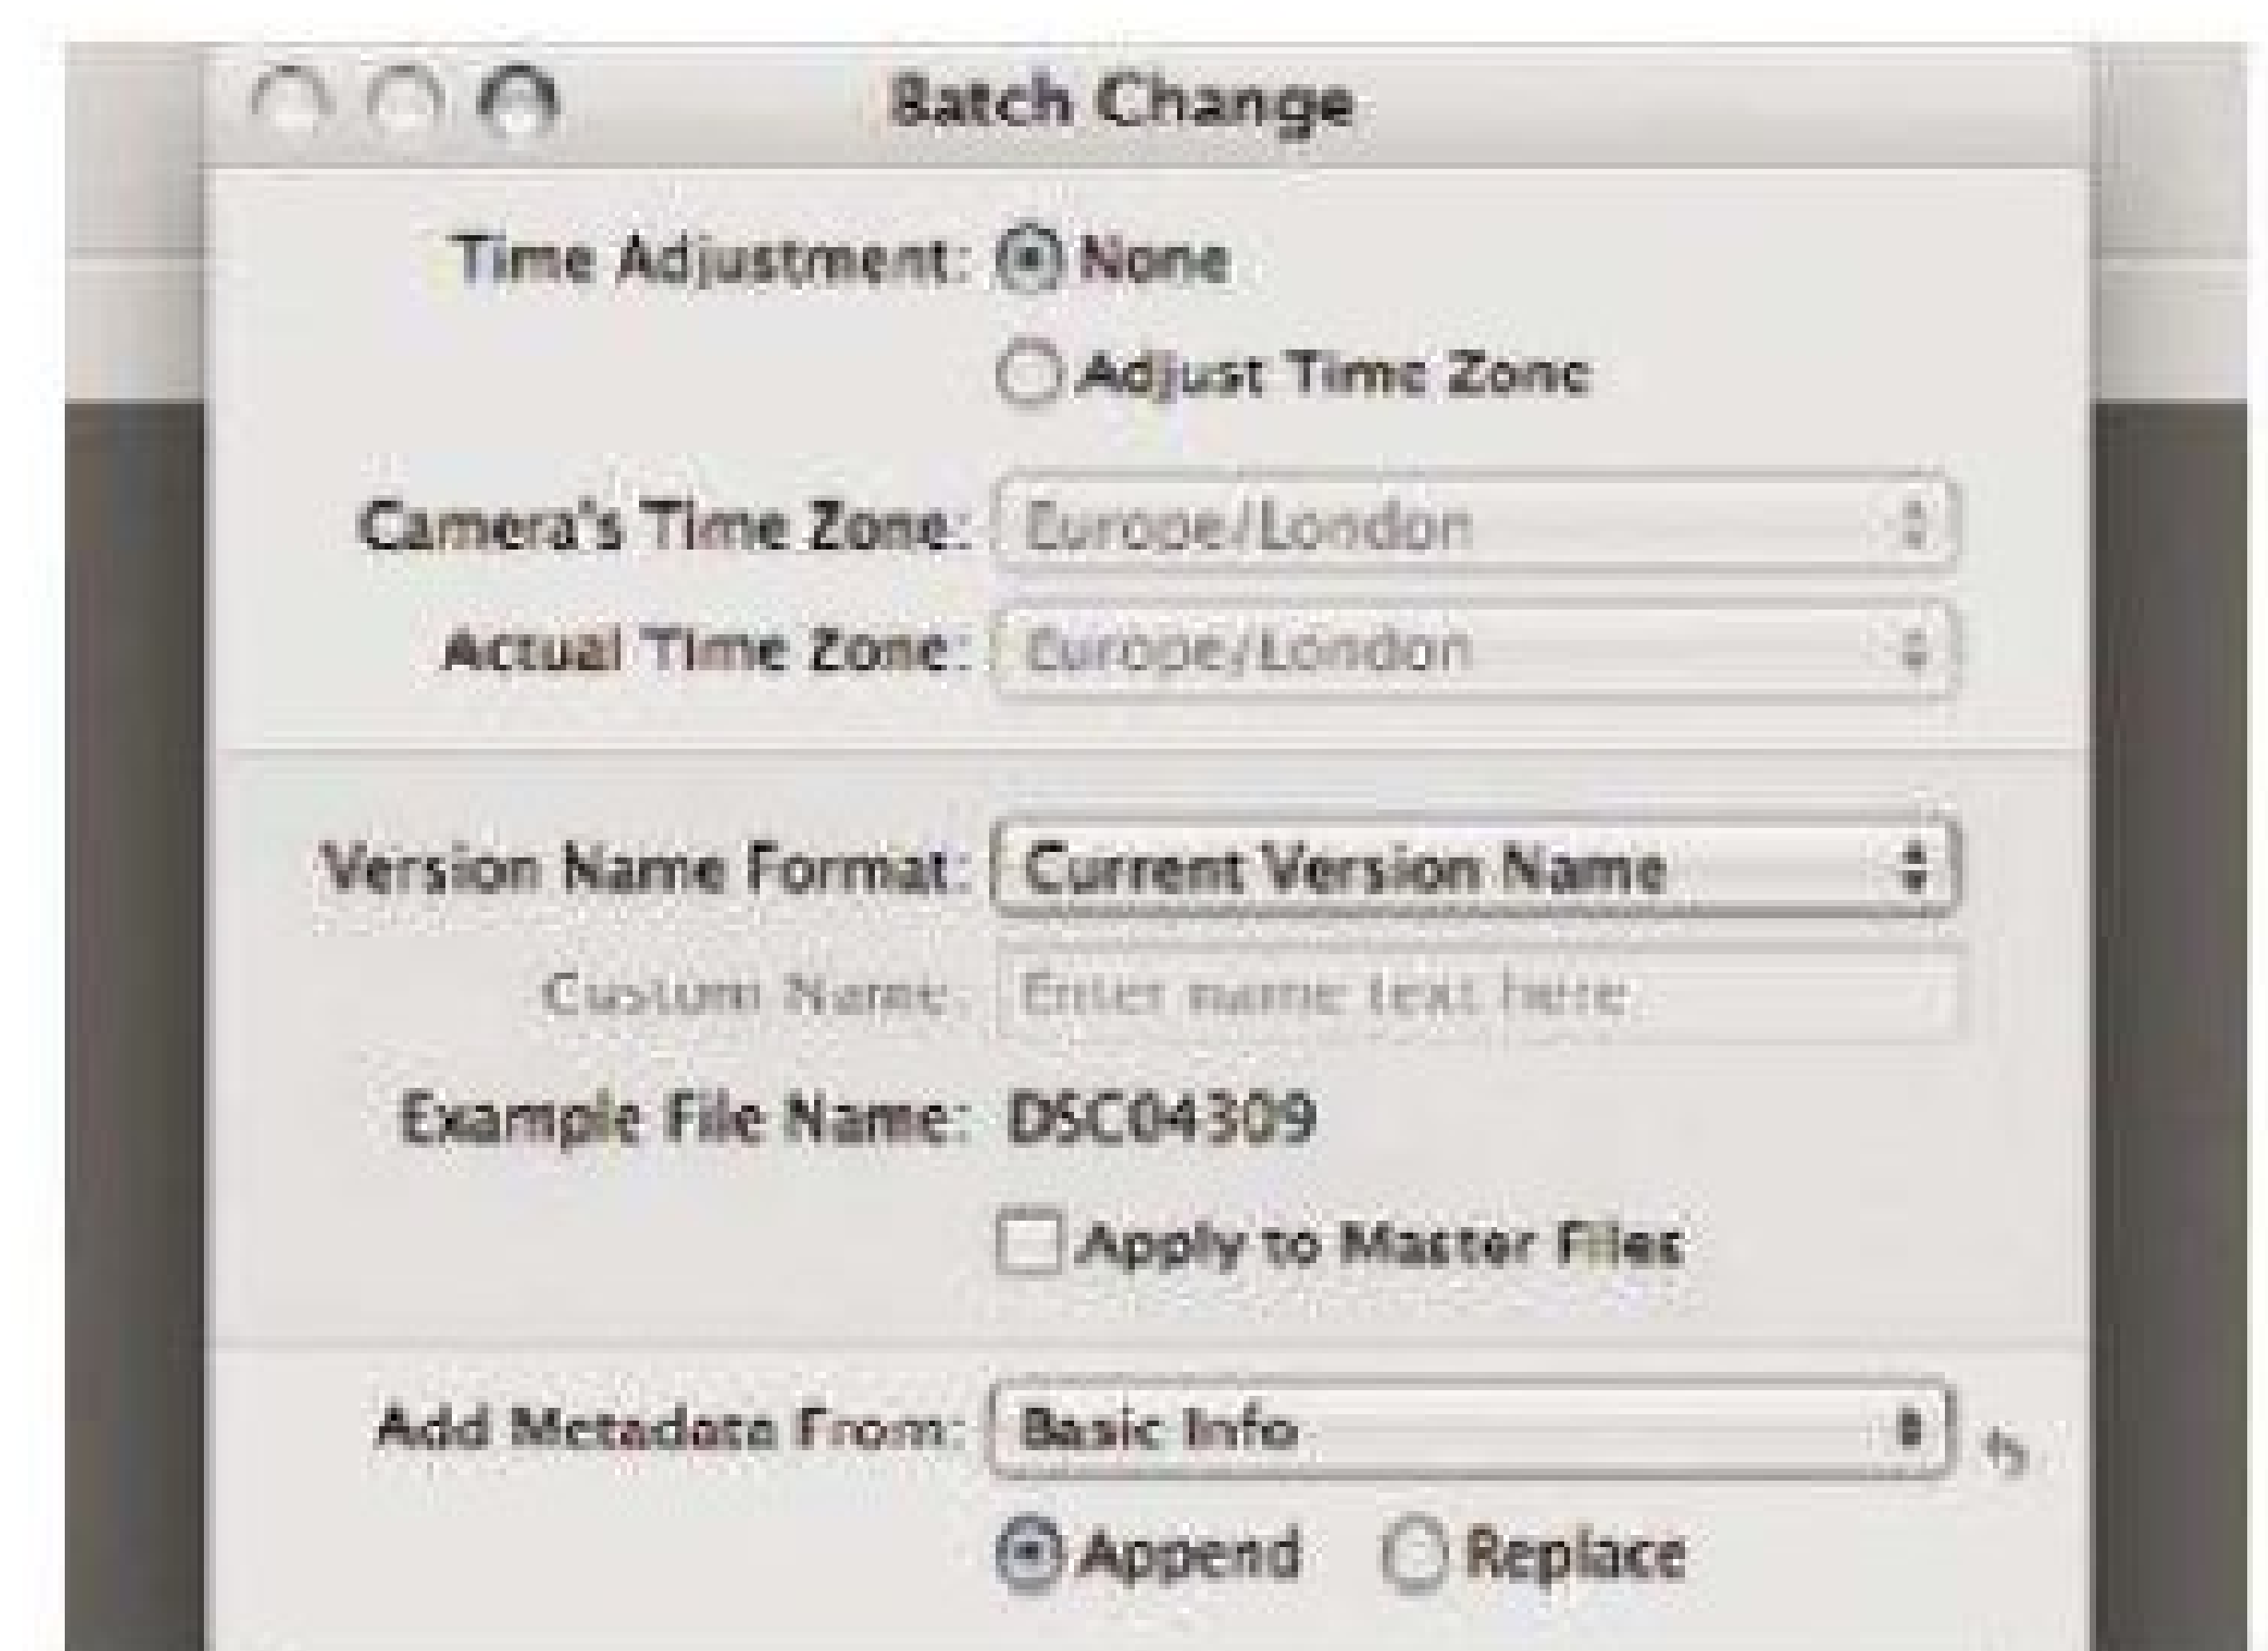 Batch Change
Time Adjustment: None
Adjust Time Zone
Camera's Time Zone: Europe/London
Actual Time Zone: Europe/London
Version Name Format: Current Version Name
Custom Name: Enter name text here
Example File Name: DSC04309
Apply to Master Files
Add Metadata From: Basic Info
Append Replace